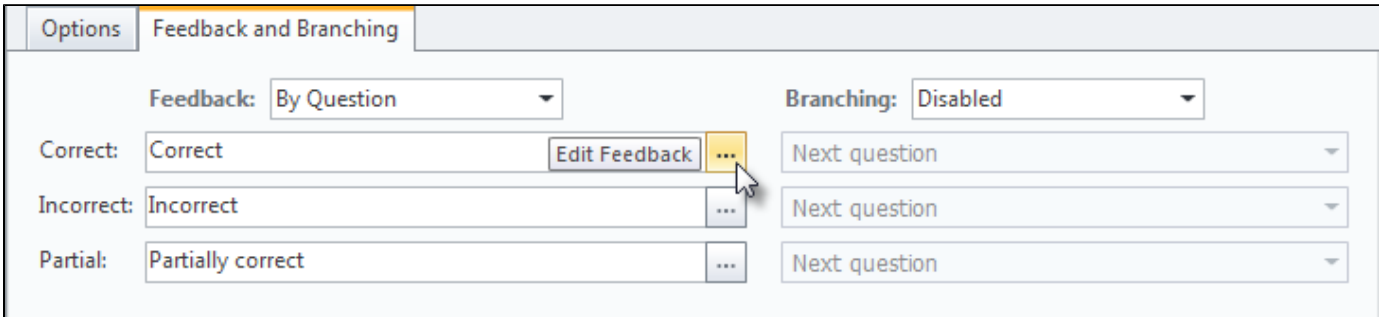 Options Feedback and Branching
Feedback: By Question Branching: Disabled
Correct: Correct Edit Feedback ... Next question
Incorrect: Incorrect ... Next question
Partial: Partially correct ... Next question